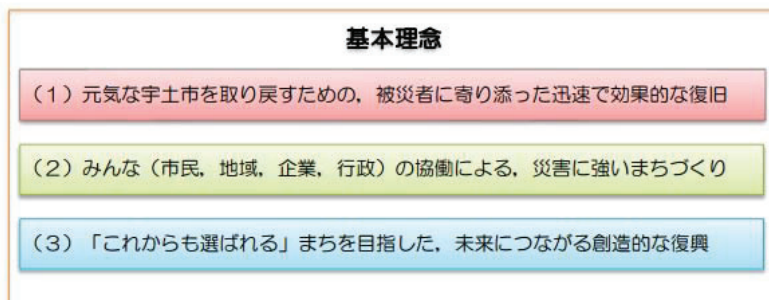 基本理念
（１）元気な宇土市を取り戻すための，被災者に寄り添った迅速で効果的な復旧
（２）みんな（市民，地域，企業，行政）の協働による，災害に強いまちづくり
（３）「これからも選ばれる」まちを目指した，未来につながる創造的な復興